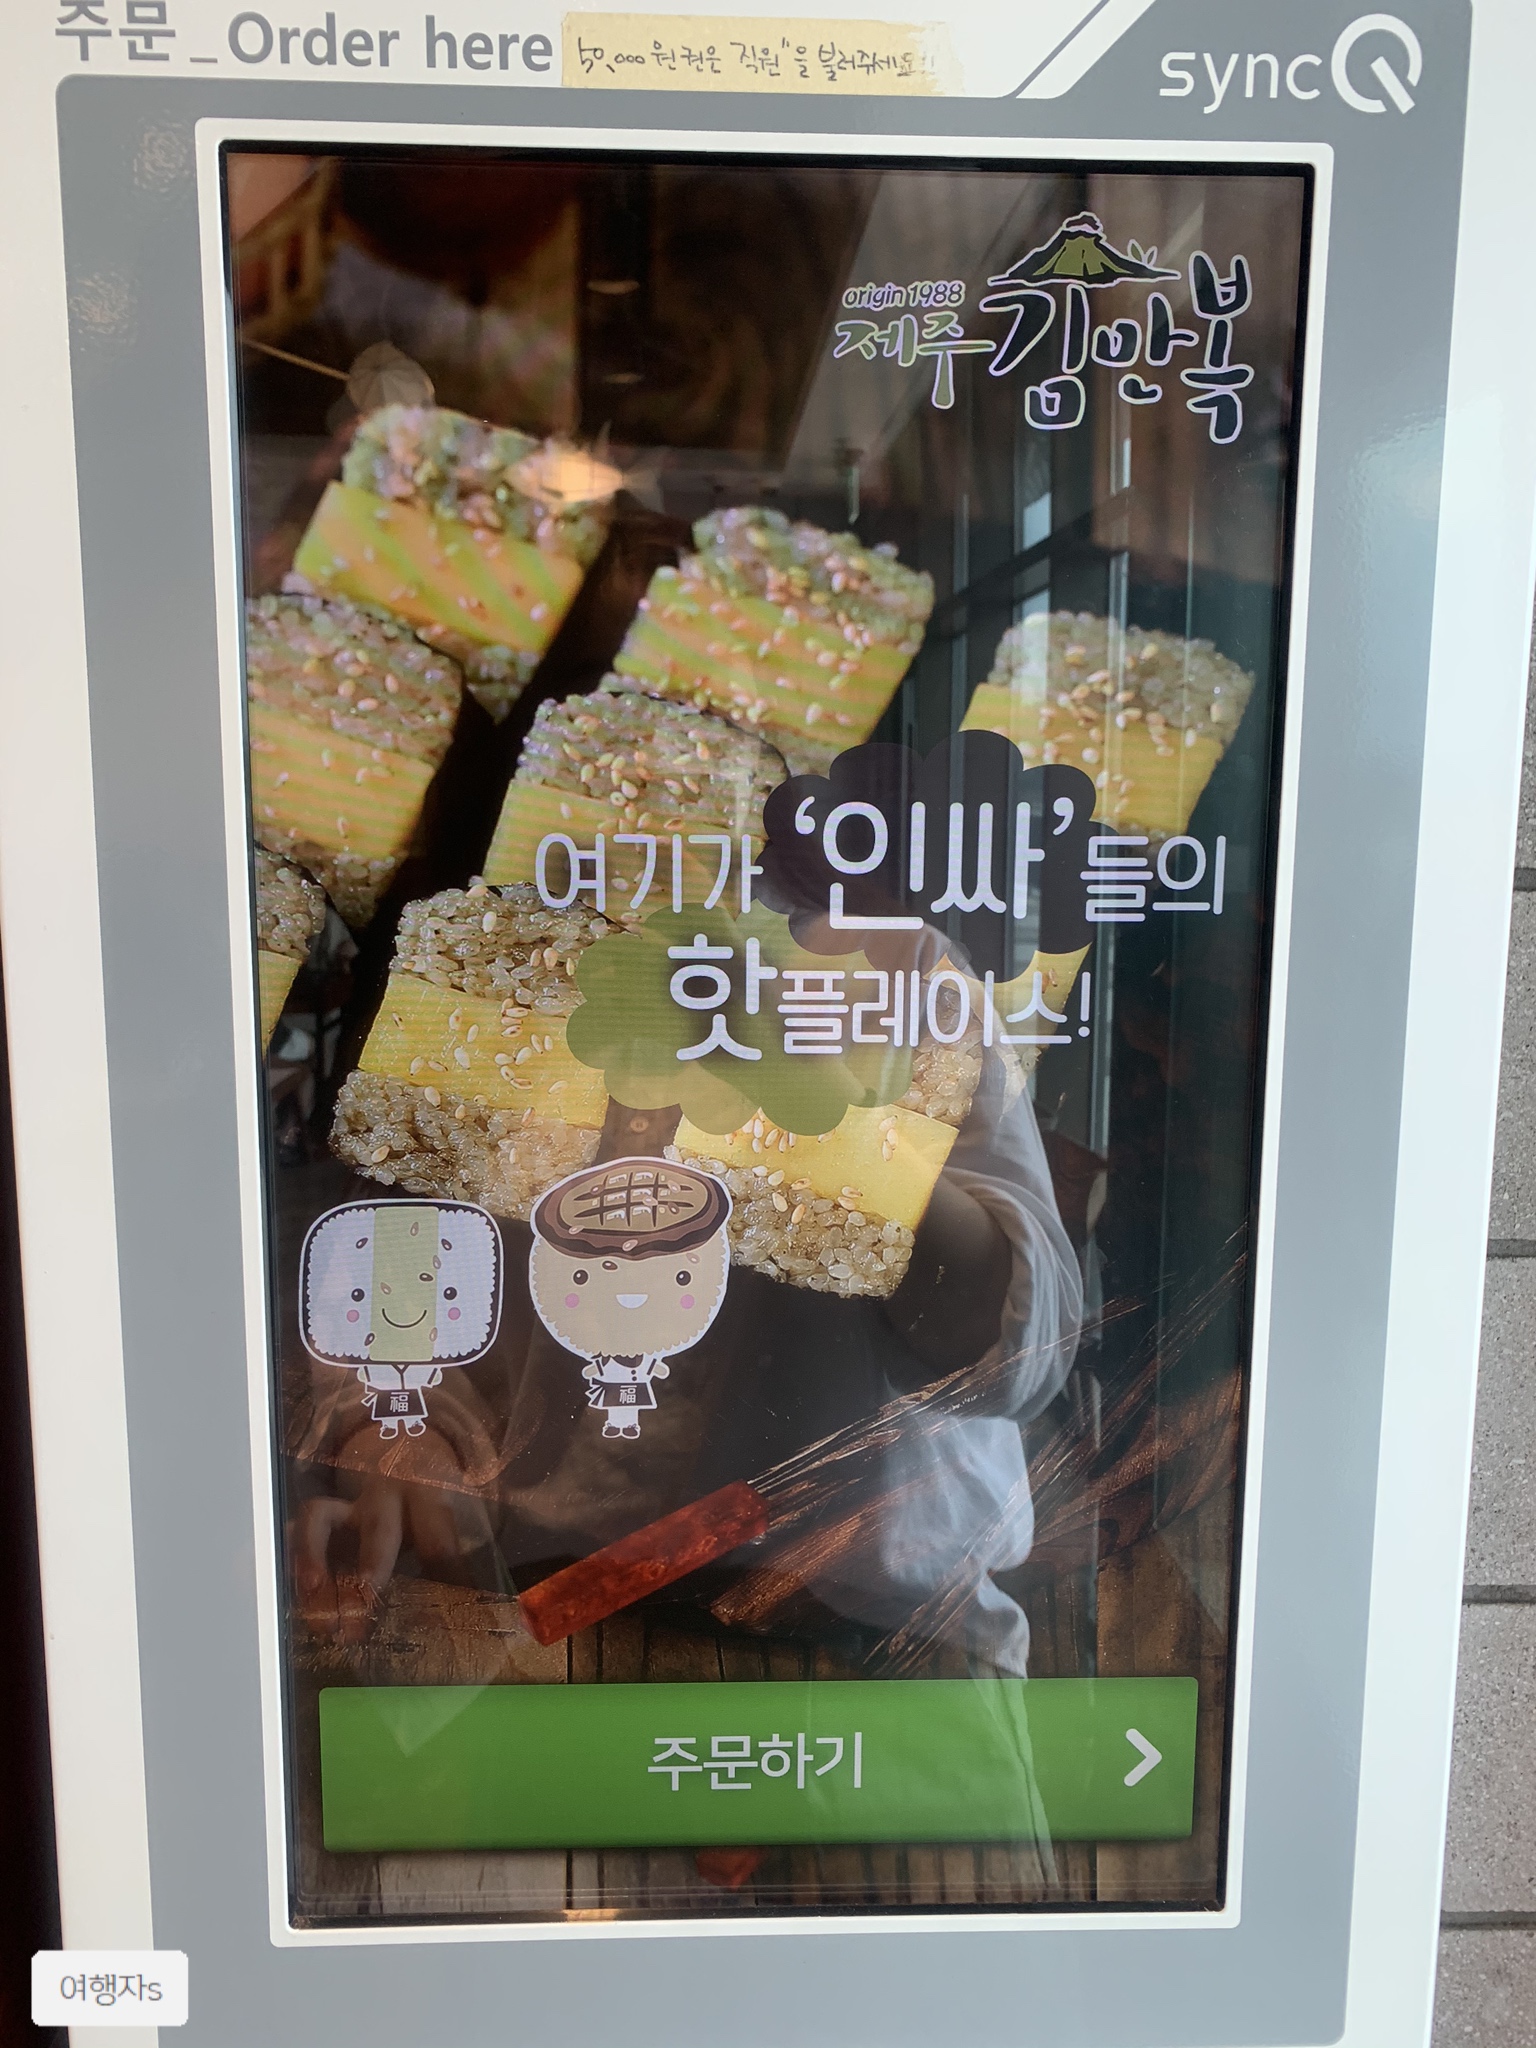 주문_Order here
50,000원권은 "직원"을 불러주세요!!
syncQ
origin 1988
제주 김만복
여기가 '인싸'들의
핫플레이스!
福
福
주문하기
여행자s